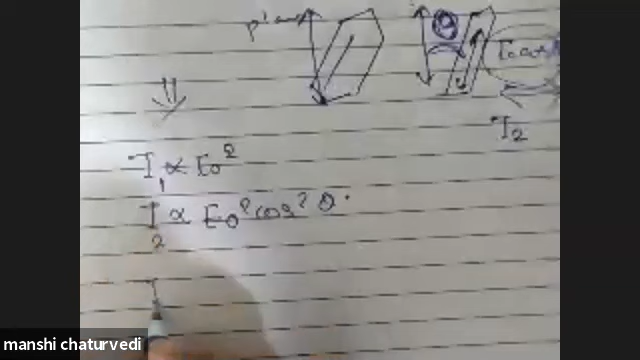 θ
I₂
I₁ ∝ E₀²
I₂ ∝ E₀² cos² θ.
manshi chaturvedi